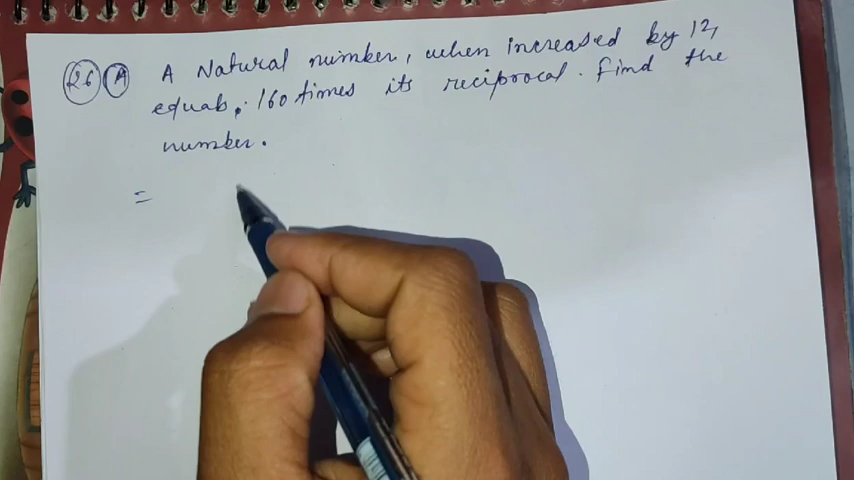 26 A A Natural number, when increased by 12,
equals, 160 times its reciprocal. Find the
number.
=